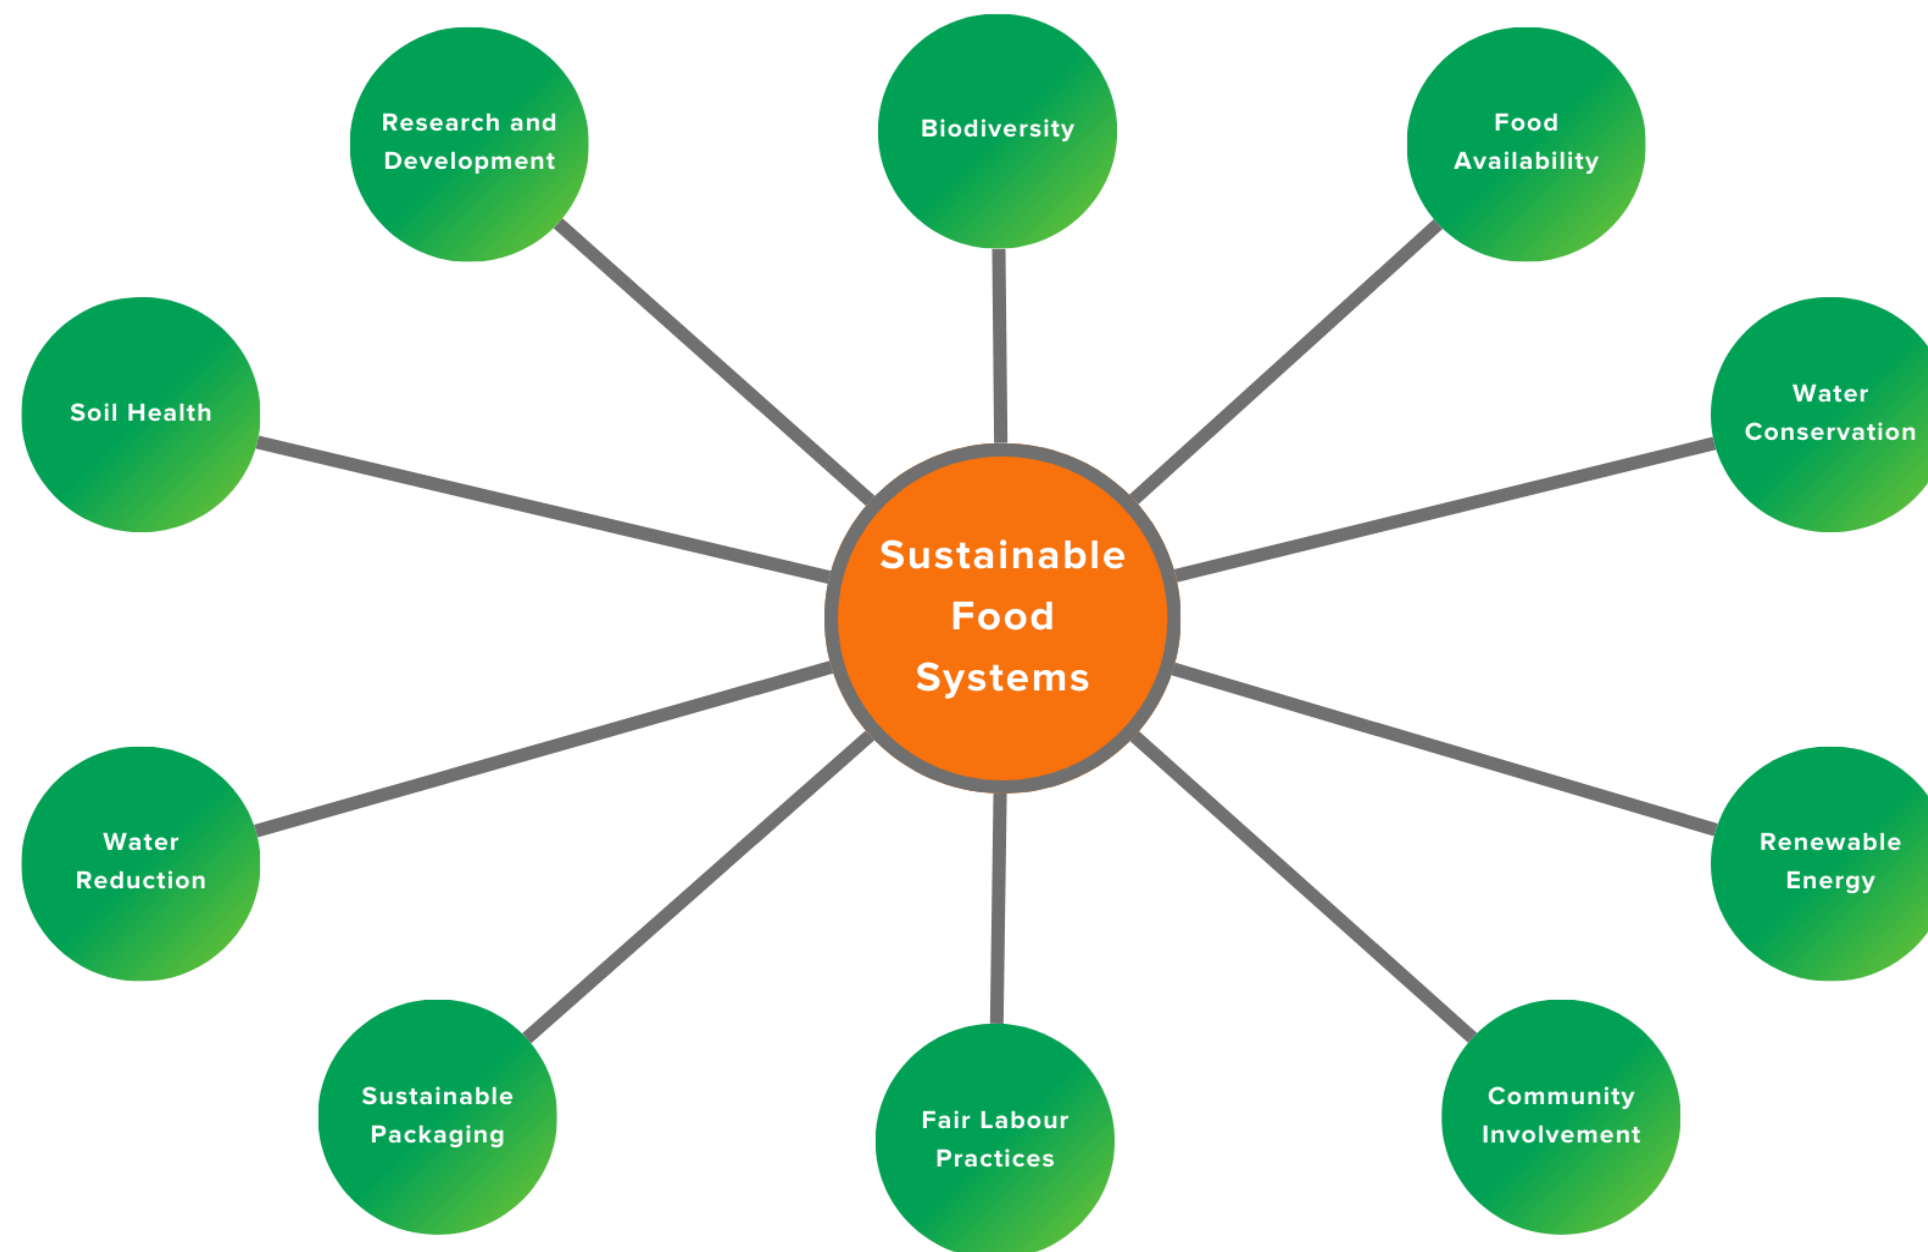 Research and
Development
Biodiversity
Food
Availability
Soil Health
Water
Conservation
Sustainable
Food
Systems
Water
Reduction
Renewable
Energy
Sustainable
Packaging
Fair Labour
Practices
Community
Involvement